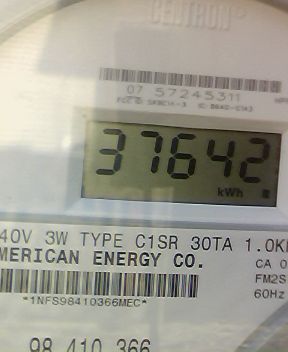 CENTRON®
07 57245311
37642
kWh
40V 3W TYPE C1SR 30TA 1.0K
MERICAN ENERGY CO.
CA 0
FM2S
60Hz
*1NFS98410366MEC*
98 410 366